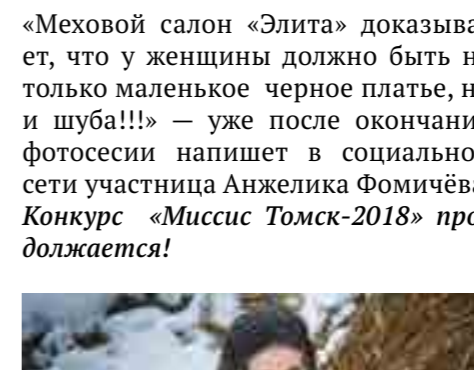 «Меховой салон «Элита» доказыва
ет, что у женщины должно быть н
только маленькое черное платье, н
и шуба!!!» — уже после окончани
фотосесии напишет в социально
сети участница Анжелика Фомичёва
Конкурс «Миссис Томск-2018» про
должается!